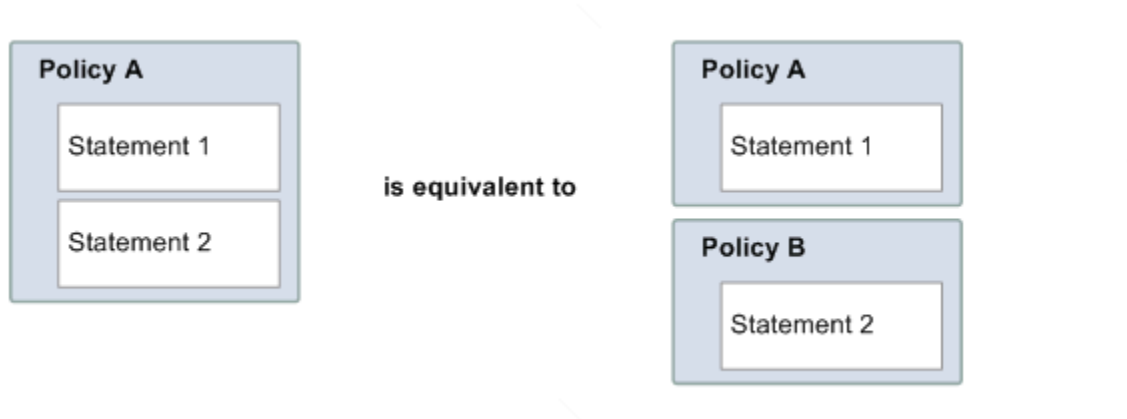 Policy A
Statement 1
Statement 2
is equivalent to
Policy A
Statement 1
Policy B
Statement 2